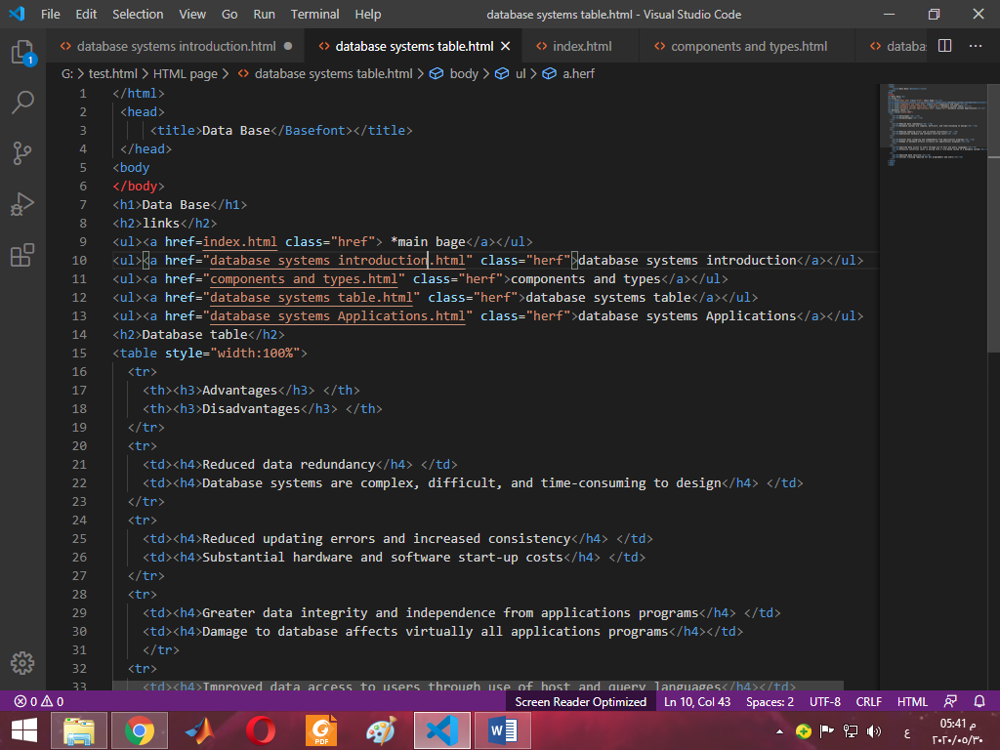 File Edit Selection View Go Run Terminal Help database systems table.html - Visual Studio Code
database systems introduction.html database systems table.html index.html components and types.html databa
G: > test.html > HTML page > database systems table.html > body > ul > a.herf
1 </html>
2 <head>
3 <title>Data Base</Basefont></title>
4 </head>
5 <body
6 </body>
7 <h1>Data Base</h1>
8 <h2>links</h2>
9 <ul><a href=index.html class="href"> *main bage</a></ul>
10 <ul><a href="database systems introduction.html" class="herf">database systems introduction</a></ul>
11 <ul><a href="components and types.html" class="herf">components and types</a></ul>
12 <ul><a href="database systems table.html" class="herf">database systems table</a></ul>
13 <ul><a href="database systems Applications.html" class="herf">database systems Applications</a></ul>
14 <h2>Database table</h2>
15 <table style="width:100%">
16 <tr>
17 <th><h3>Advantages</h3> </th>
18 <th><h3>Disadvantages</h3> </th>
19 </tr>
20 <tr>
21 <td><h4>Reduced data redundancy</h4> </td>
22 <td><h4>Database systems are complex, difficult, and time-consuming to design</h4> </td>
23 </tr>
24 <tr>
25 <td><h4>Reduced updating errors and increased consistency</h4> </td>
26 <td><h4>Substantial hardware and software start-up costs</h4> </td>
27 </tr>
28 <tr>
29 <td><h4>Greater data integrity and independence from applications programs</h4> </td>
30 <td><h4>Damage to database affects virtually all applications programs</h4></td>
31 </tr>
32 <tr>
33 <td><h4>Improved data access to users through use of host and query languages</h4></td>
1
0 0 Screen Reader Optimized Ln 10, Col 43 Spaces: 2 UTF-8 CRLF HTML
PDF W ع 05:41 م
٢٠٢٠/٠٥/٣٠